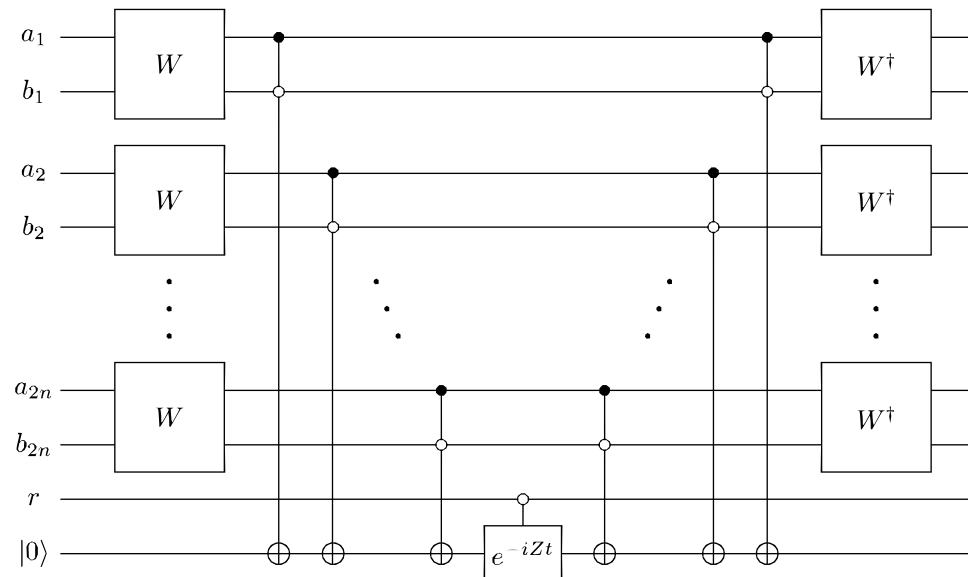 a₁ W W†
b₁
a₂ W W†
b₂
a₂ₙ W W†
b₂ₙ
r
|0⟩ e⁻ⁱᶻᵗ